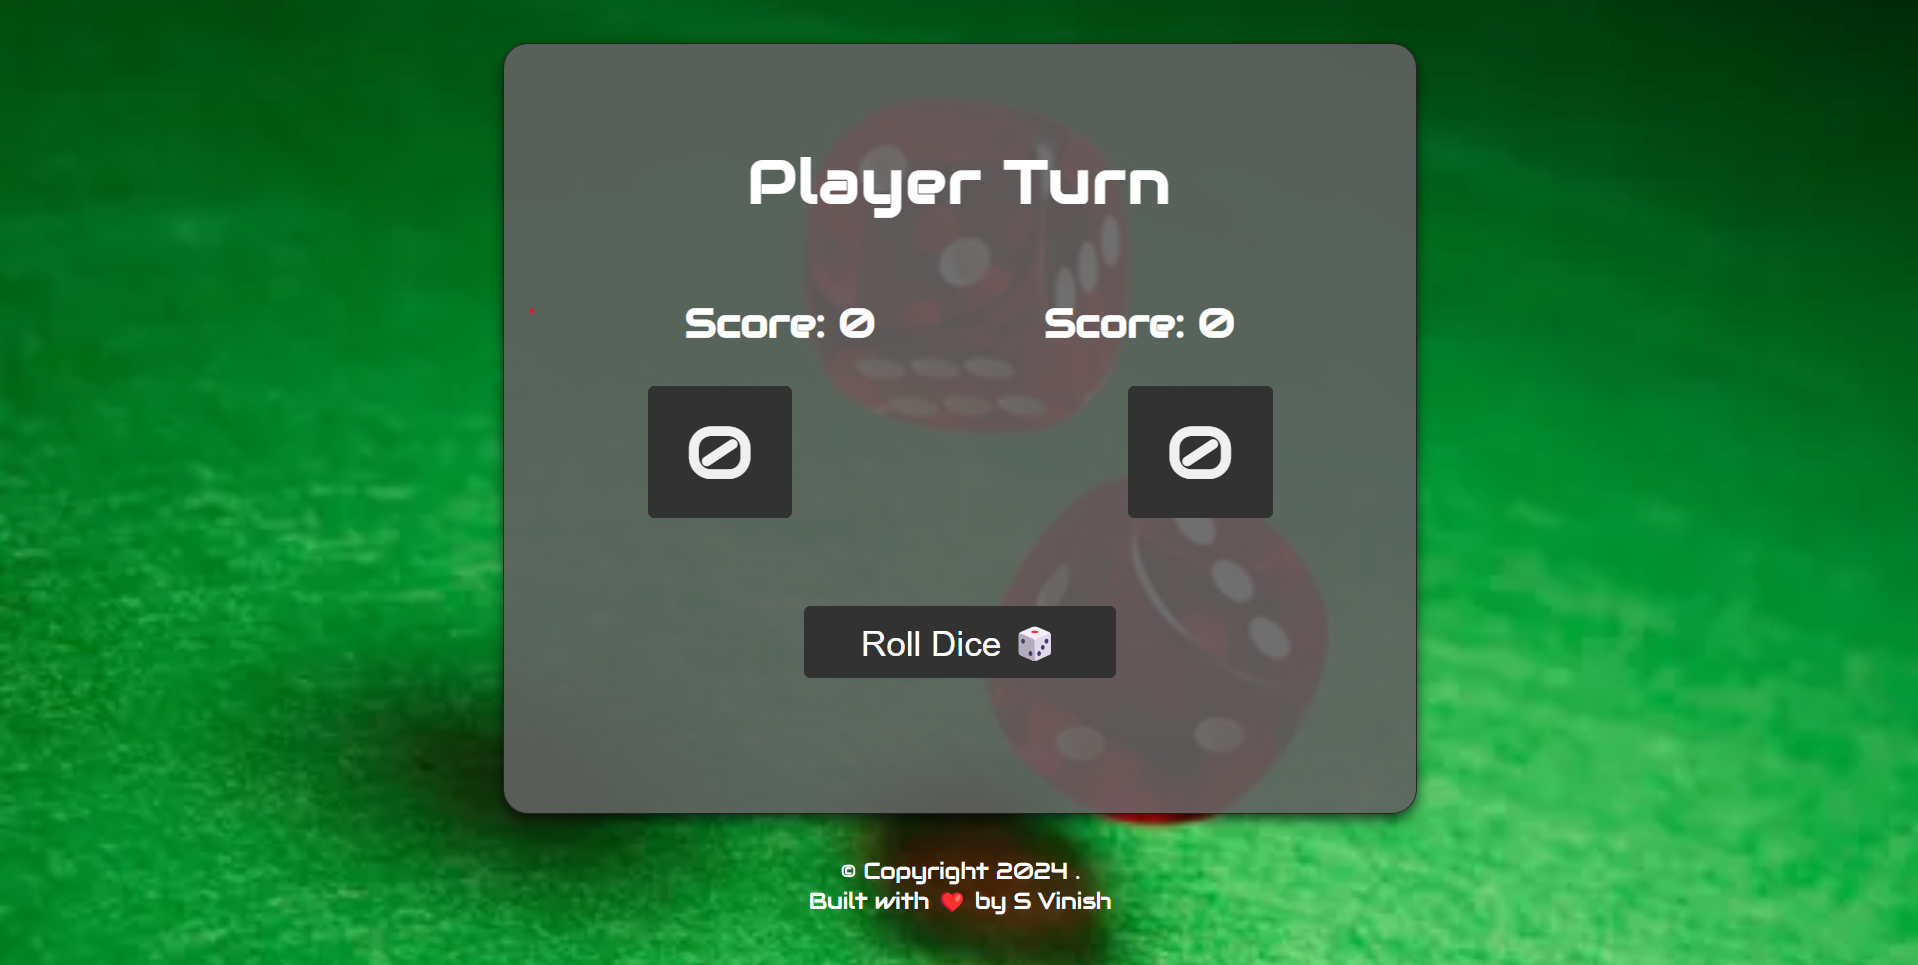 Player Turn
Score: 0 Score: 0
0 0
Roll Dice 🎲
© Copyright 2024 .
Built with ❤️ by S Vinish